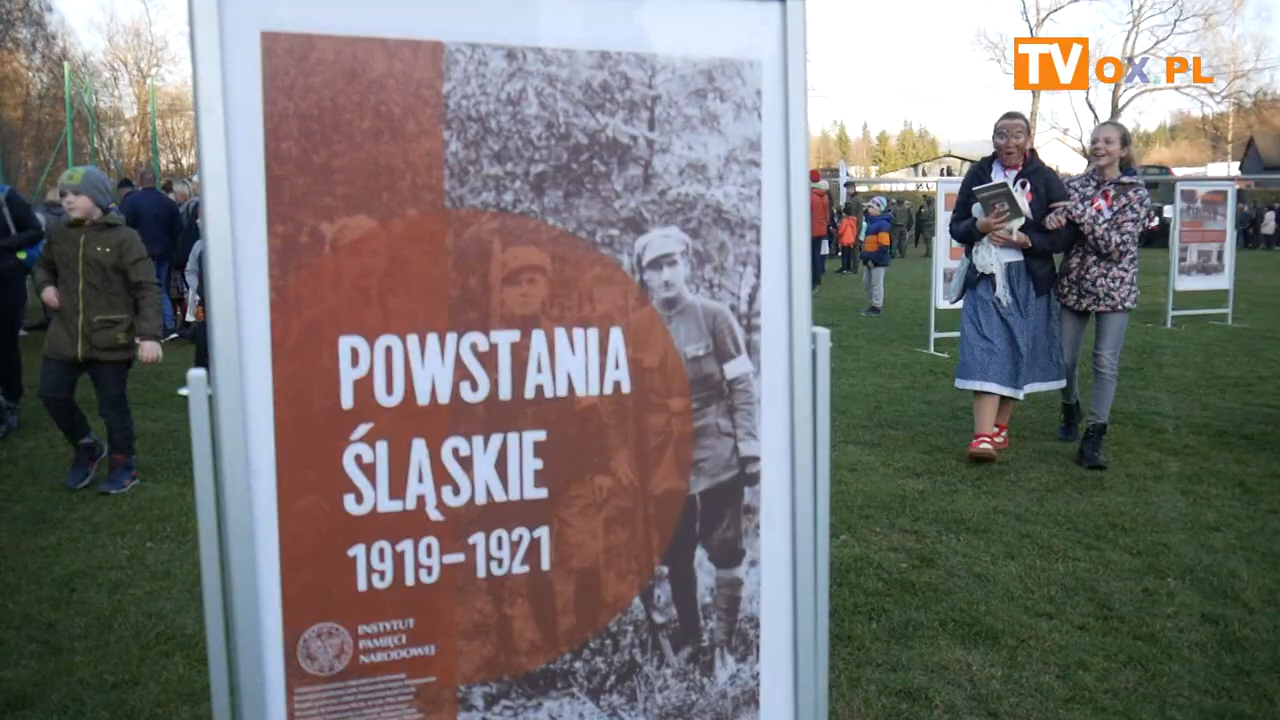 TVOX.PL
POWSTANIA
ŚLĄSKIE
1919–1921
INSTYTUT
PAMIĘCI
NARODOWEJ